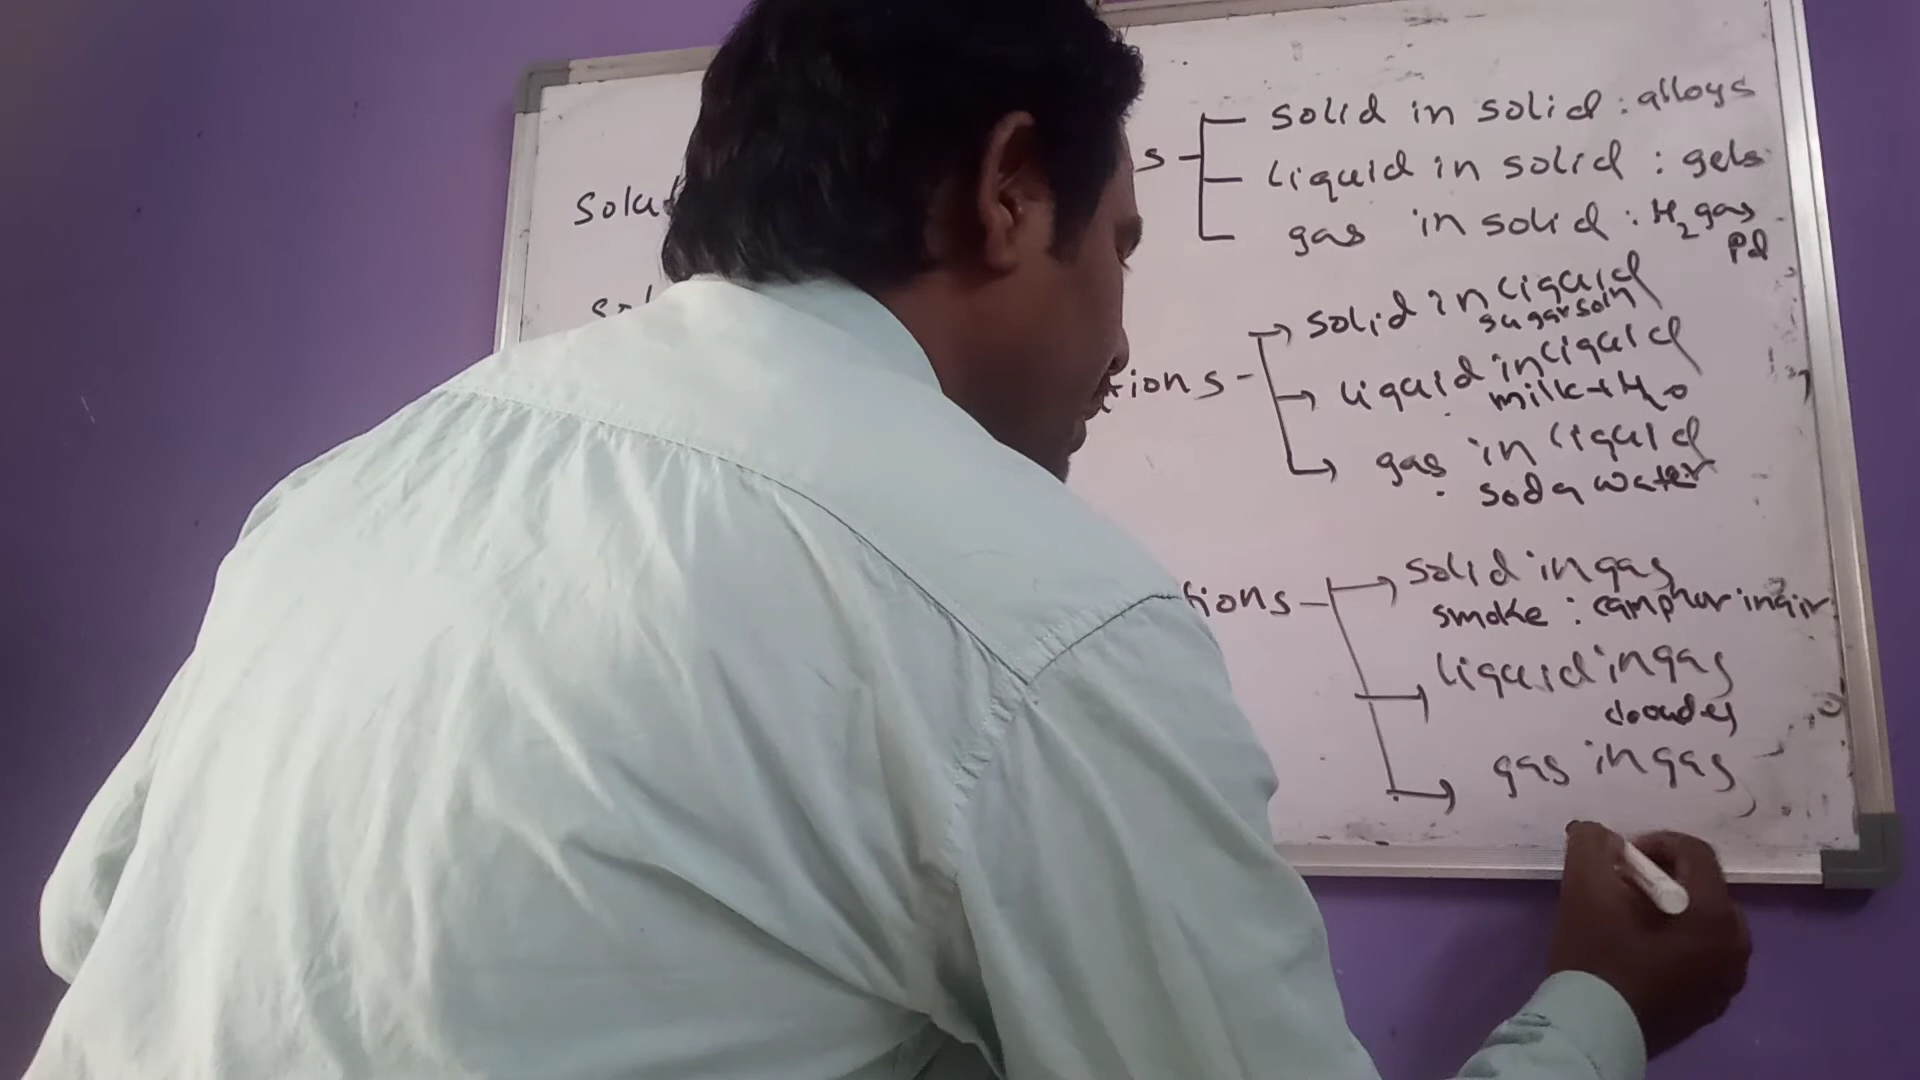 Solut
s - solid in solid : alloys
liquid in solid : gels
gas in solid : H2 gas
Pd
Sol
tions - → solid in liquid
sugar soln
→ liquid in liquid
milk + H2O
→ gas in liquid
soda water
tions - → solid in gas
smoke : camphor in air
→ liquid in gas
→ gas in gas